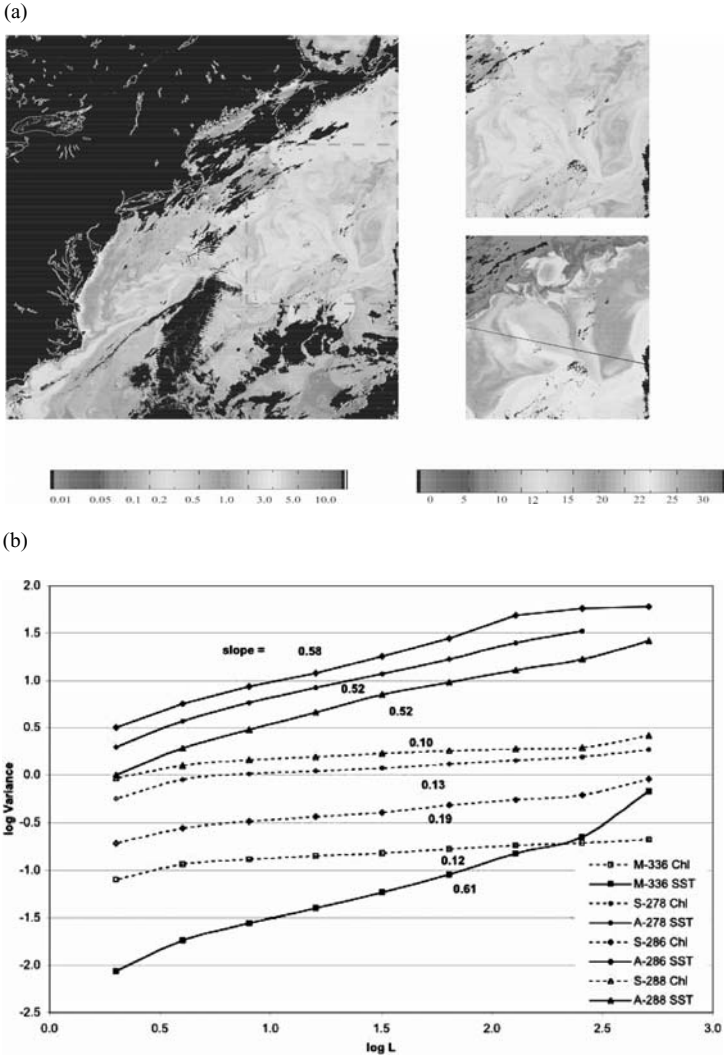 (a)
0.01 0.05 0.1 0.2 0.5 1.0 3.0 5.0 10.0
0 5 10 12 15 20 22 25 30
(b)
2.0
1.5
1.0
0.5
0.0
-0.5
-1.0
-1.5
-2.0
-2.5
log Variance
slope = 0.58
0.52
0.52
0.10
0.13
0.19
0.12
0.61
M-336 Chl
M-336 SST
S-278 Chl
A-278 SST
S-286 Chl
A-286 SST
S-288 Chl
A-288 SST
0.0 0.5 1.0 1.5 2.0 2.5 3.0
log L